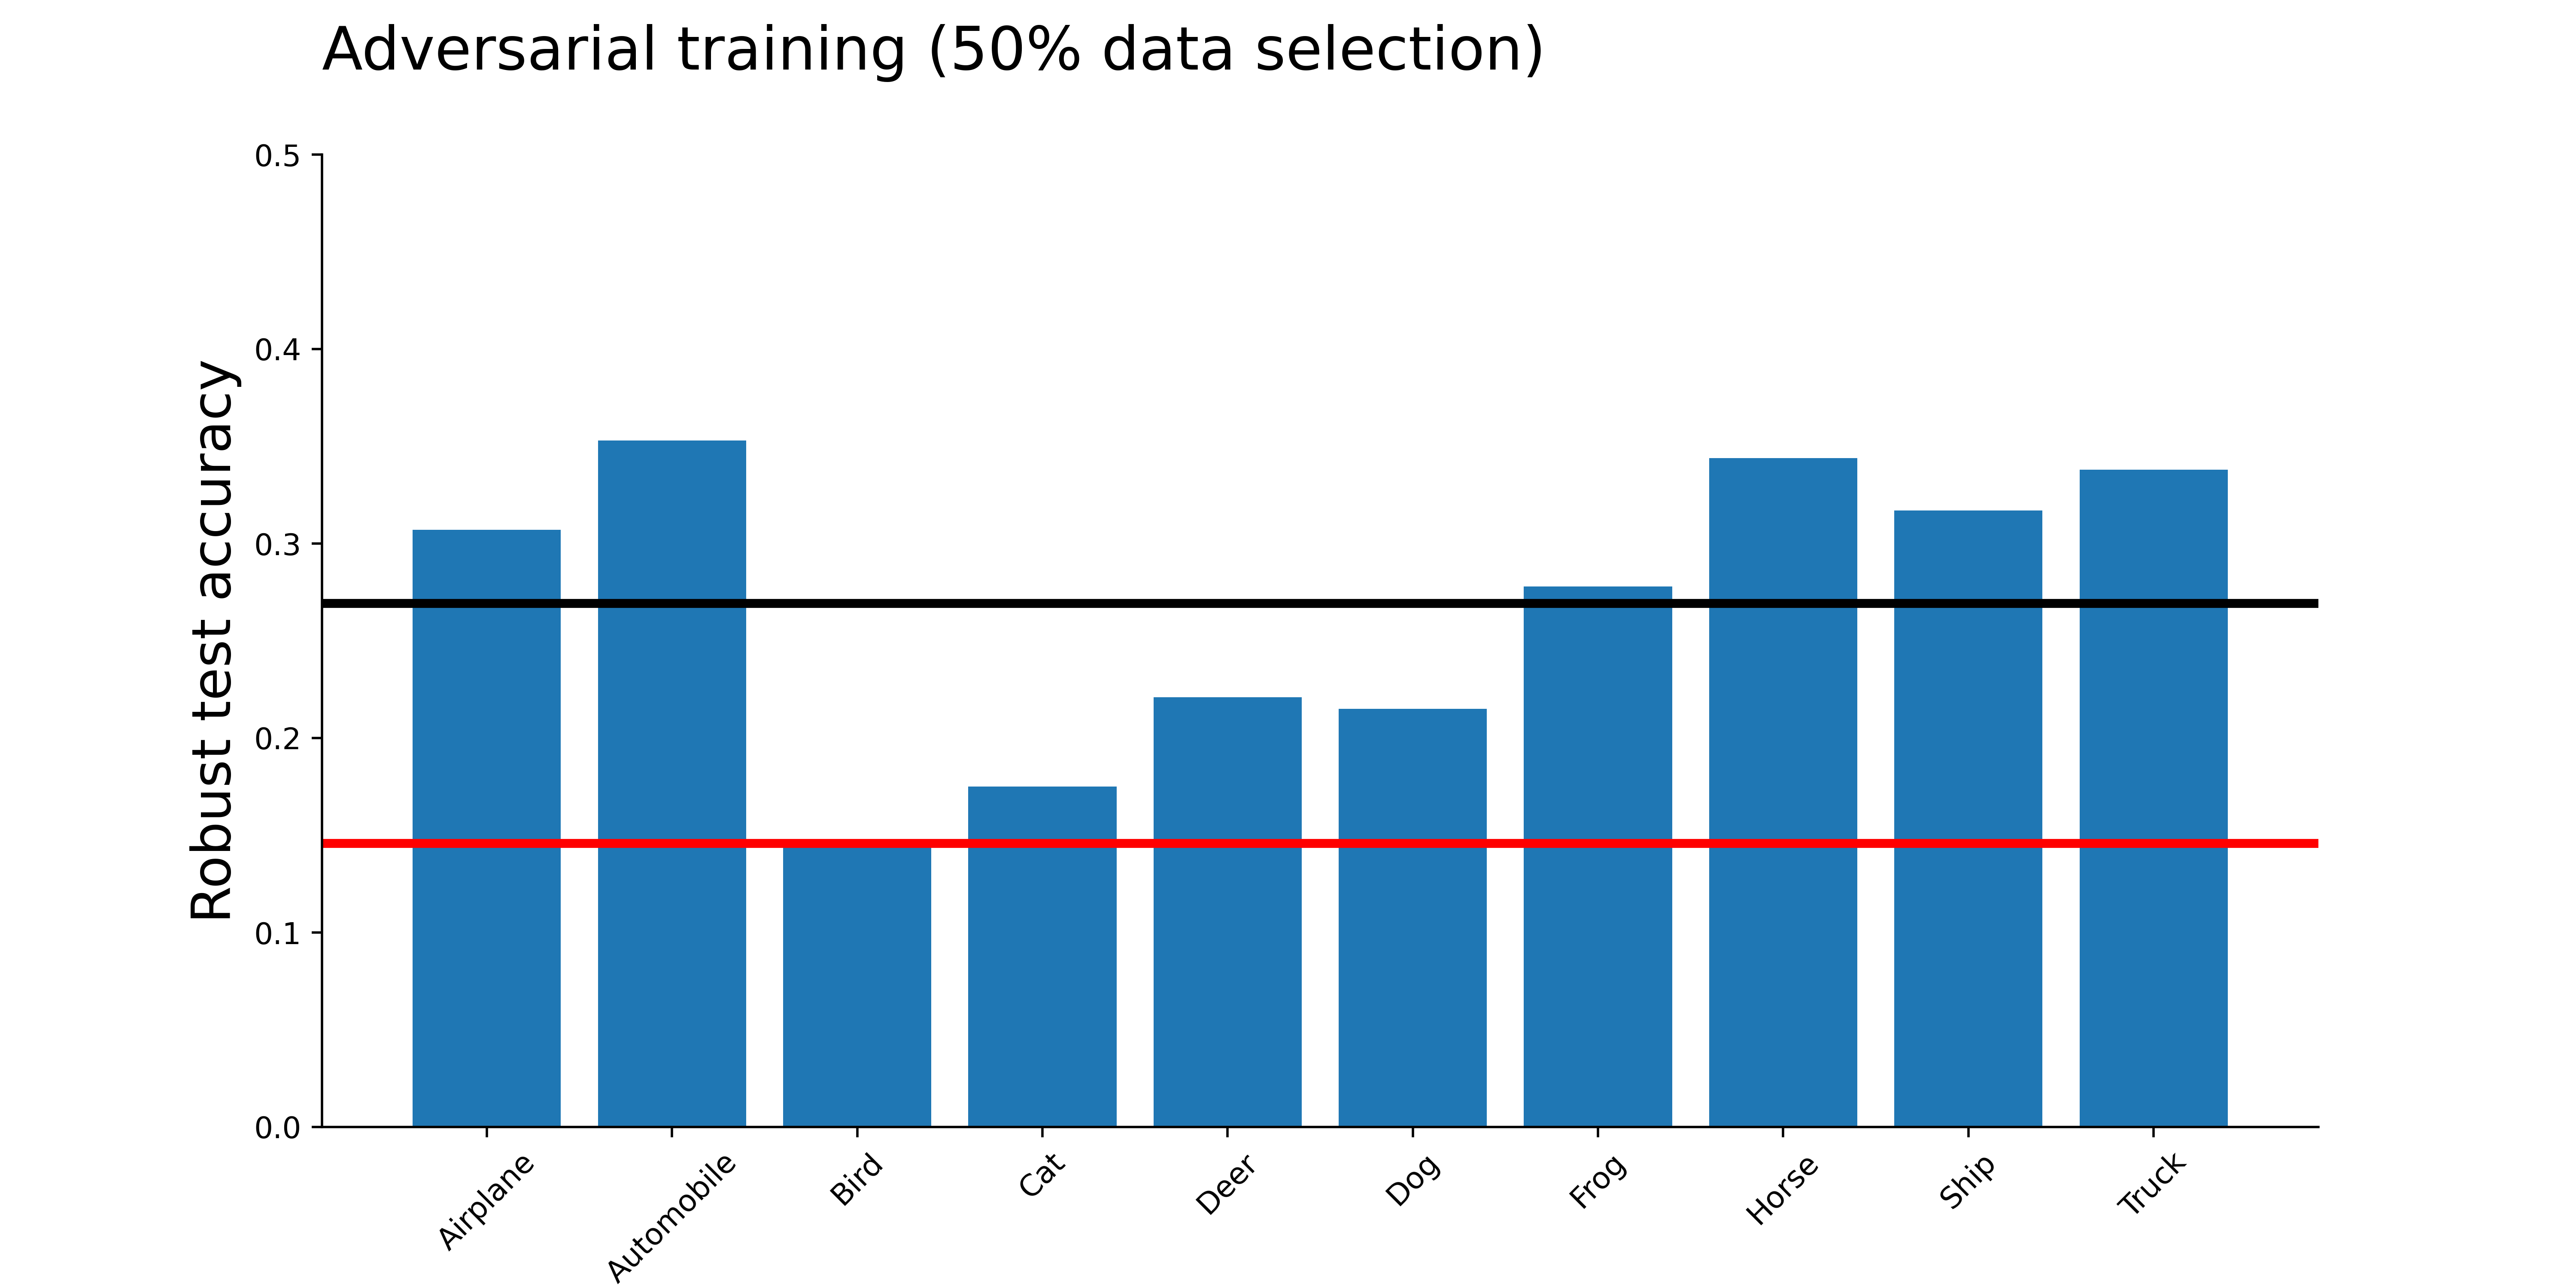 Adversarial training (50% data selection)
Robust test accuracy
0.5
0.4
0.3
0.2
0.1
0.0
Airplane
Automobile
Bird
Cat
Deer
Dog
Frog
Horse
Ship
Truck